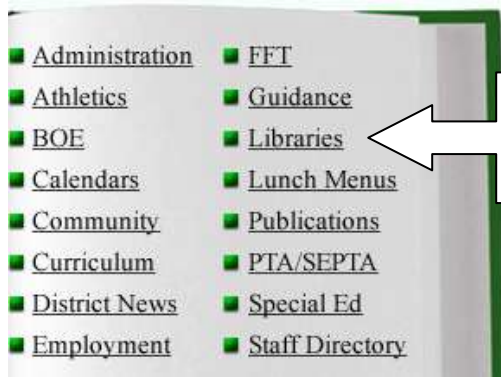 Administration
Athletics
BOE
Calendars
Community
Curriculum
District News
Employment
FFT
Guidance
Libraries
Lunch Menus
Publications
PTA/SEPTA
Special Ed
Staff Directory